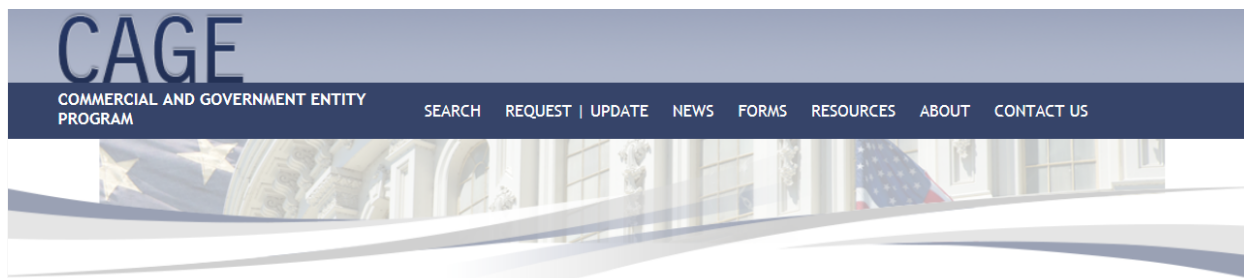 CAGE
COMMERCIAL AND GOVERNMENT ENTITY
PROGRAM
SEARCH REQUEST | UPDATE NEWS FORMS RESOURCES ABOUT CONTACT US